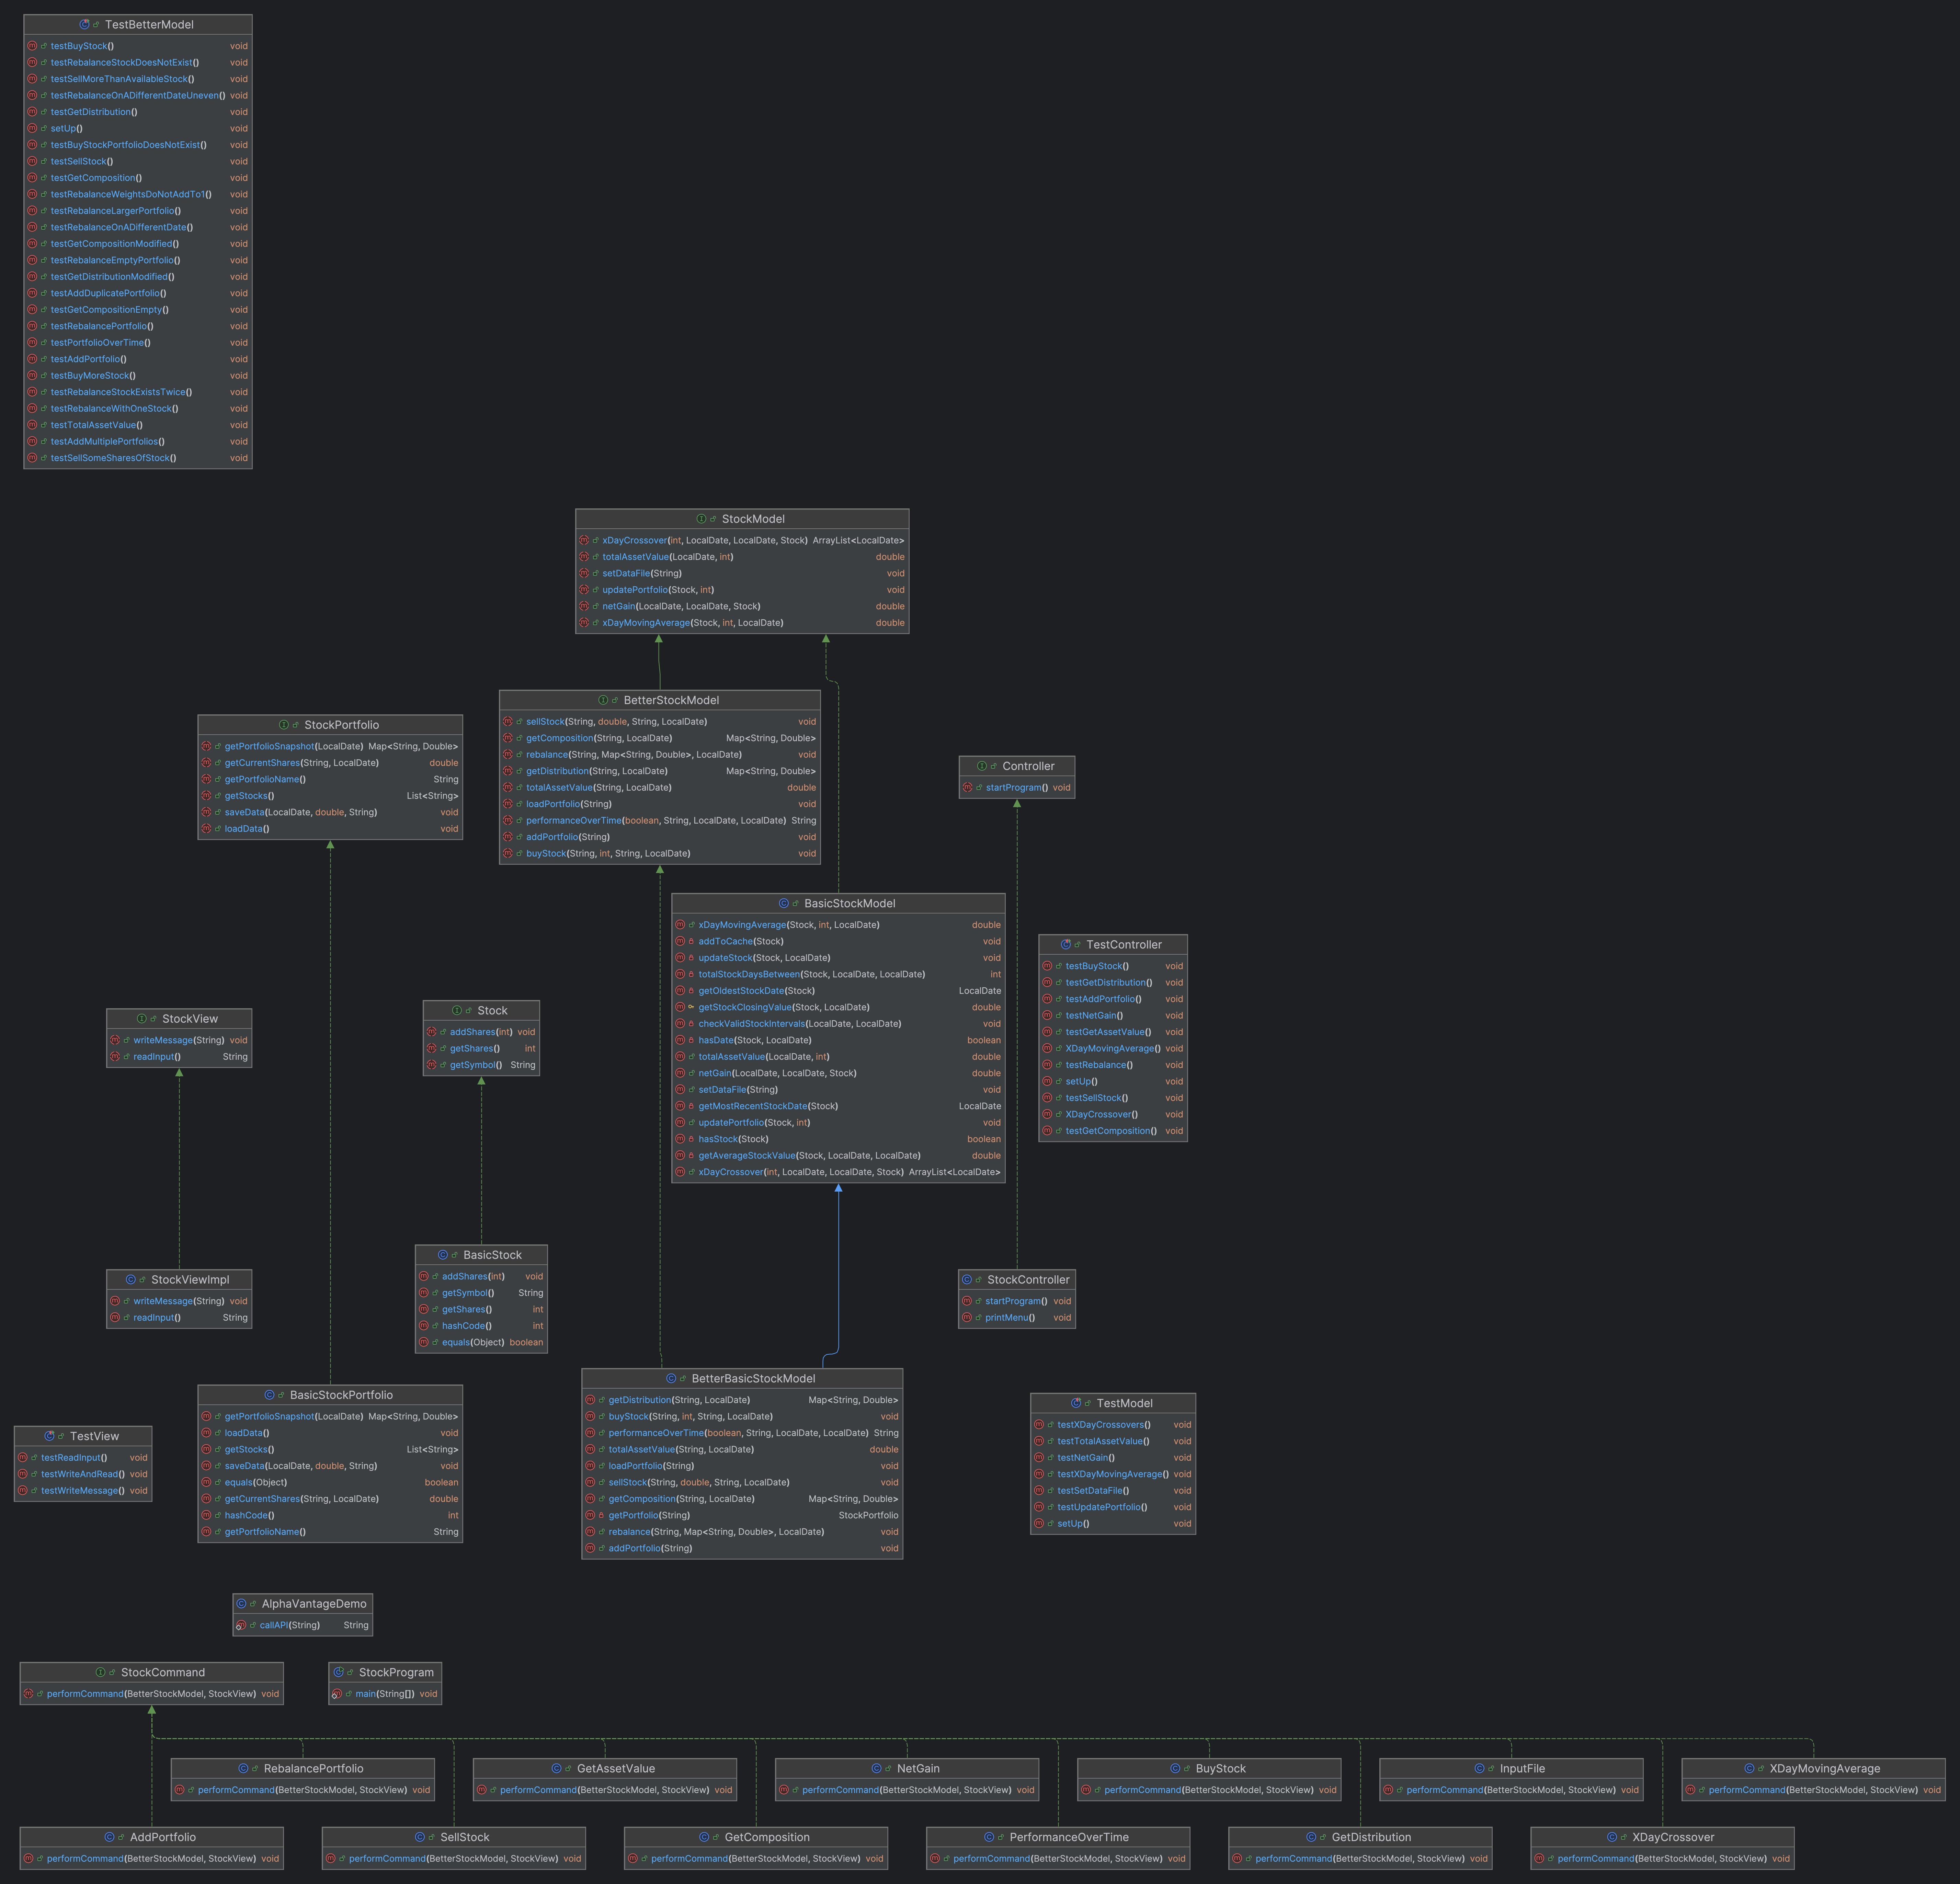 TestBetterModel
testBuyStock() void
testRebalanceStockDoesNotExist() void
testSellMoreThanAvailableStock() void
testRebalanceOnADifferentDateUneven() void
testGetDistribution() void
setUp() void
testBuyStockPortfolioDoesNotExist() void
testSellStock() void
testGetComposition() void
testRebalanceWeightsDoNotAddTo1() void
testRebalanceLargerPortfolio() void
testRebalanceOnADifferentDate() void
testGetCompositionModified() void
testRebalanceEmptyPortfolio() void
testGetDistributionModified() void
testAddDuplicatePortfolio() void
testGetCompositionEmpty() void
testRebalancePortfolio() void
testPortfolioOverTime() void
testAddPortfolio() void
testBuyMoreStock() void
testRebalanceStockExistsTwice() void
testRebalanceWithOneStock() void
testTotalAssetValue() void
testAddMultiplePortfolios() void
testSellSomeSharesOfStock() void
StockModel
xDayCrossover(int, LocalDate, LocalDate, Stock) ArrayList<LocalDate>
totalAssetValue(LocalDate, int) double
setDataFile(String) void
updatePortfolio(Stock, int) void
netGain(LocalDate, LocalDate, Stock) double
xDayMovingAverage(Stock, int, LocalDate) double
BetterStockModel
sellStock(String, double, String, LocalDate) void
getComposition(String, LocalDate) Map<String, Double>
rebalance(String, Map<String, Double>, LocalDate) void
getDistribution(String, LocalDate) Map<String, Double>
totalAssetValue(String, LocalDate) double
loadPortfolio(String) void
performanceOverTime(boolean, String, LocalDate, LocalDate) String
addPortfolio(String) void
buyStock(String, int, String, LocalDate) void
StockPortfolio
getPortfolioSnapshot(LocalDate) Map<String, Double>
getCurrentShares(String, LocalDate) double
getPortfolioName() String
getStocks() List<String>
saveData(LocalDate, double, String) void
loadData() void
Controller
startProgram() void
BasicStockModel
xDayMovingAverage(Stock, int, LocalDate) double
addToCache(Stock) void
updateStock(Stock, LocalDate) void
totalStockDaysBetween(Stock, LocalDate, LocalDate) int
getOldestStockDate(Stock) LocalDate
getStockClosingValue(Stock, LocalDate) double
checkValidStockIntervals(LocalDate, LocalDate) void
hasDate(Stock, LocalDate) boolean
totalAssetValue(LocalDate, int) double
netGain(LocalDate, LocalDate, Stock) double
setDataFile(String) void
getMostRecentStockDate(Stock) LocalDate
updatePortfolio(Stock, int) void
hasStock(Stock) boolean
getAverageStockValue(Stock, LocalDate, LocalDate) double
xDayCrossover(int, LocalDate, LocalDate, Stock) ArrayList<LocalDate>
TestController
testBuyStock() void
testGetDistribution() void
testAddPortfolio() void
testNetGain() void
testGetAssetValue() void
XDayMovingAverage() void
testRebalance() void
setUp() void
testSellStock() void
XDayCrossover() void
testGetComposition() void
StockView
writeMessage(String) void
readInput() String
Stock
addShares(int) void
getShares() int
getSymbol() String
StockViewImpl
writeMessage(String) void
readInput() String
BasicStock
addShares(int) void
getSymbol() String
getShares() int
hashCode() int
equals(Object) boolean
StockController
startProgram() void
printMenu() void
BasicStockPortfolio
getPortfolioSnapshot(LocalDate) Map<String, Double>
loadData() void
getStocks() List<String>
saveData(LocalDate, double, String) void
equals(Object) boolean
getCurrentShares(String, LocalDate) double
hashCode() int
getPortfolioName() String
BetterBasicStockModel
getDistribution(String, LocalDate) Map<String, Double>
buyStock(String, int, String, LocalDate) void
performanceOverTime(boolean, String, LocalDate, LocalDate) String
totalAssetValue(String, LocalDate) double
loadPortfolio(String) void
sellStock(String, double, String, LocalDate) void
getComposition(String, LocalDate) Map<String, Double>
getPortfolio(String) StockPortfolio
rebalance(String, Map<String, Double>, LocalDate) void
addPortfolio(String) void
TestModel
testXDayCrossovers() void
testTotalAssetValue() void
testNetGain() void
testXDayMovingAverage() void
testSetDataFile() void
testUpdatePortfolio() void
setUp() void
TestView
testReadInput() void
testWriteAndRead() void
testWriteMessage() void
AlphaVantageDemo
callAPI(String) String
StockCommand
performCommand(BetterStockModel, StockView) void
StockProgram
main(String[]) void
RebalancePortfolio
performCommand(BetterStockModel, StockView) void
GetAssetValue
performCommand(BetterStockModel, StockView) void
NetGain
performCommand(BetterStockModel, StockView) void
BuyStock
performCommand(BetterStockModel, StockView) void
InputFile
performCommand(BetterStockModel, StockView) void
XDayMovingAverage
performCommand(BetterStockModel, StockView) void
AddPortfolio
performCommand(BetterStockModel, StockView) void
SellStock
performCommand(BetterStockModel, StockView) void
GetComposition
performCommand(BetterStockModel, StockView) void
PerformanceOverTime
performCommand(BetterStockModel, StockView) void
GetDistribution
performCommand(BetterStockModel, StockView) void
XDayCrossover
performCommand(BetterStockModel, StockView) void